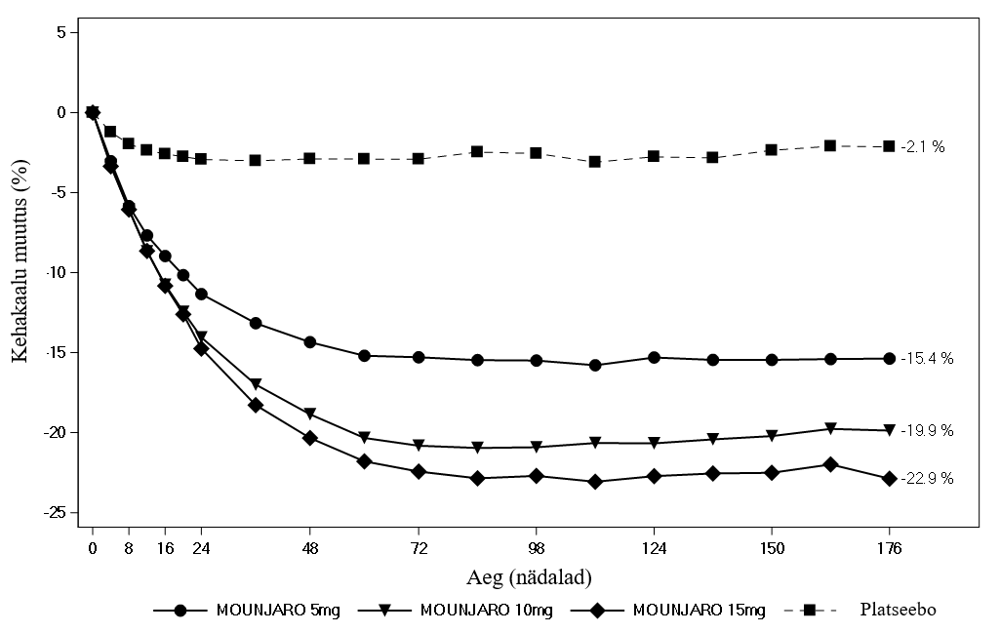 5
0
-5
-10
-15
-20
-25
Kehakaalu muutus (%)
-2.1 %
-15.4 %
-19.9 %
-22.9 %
0 8 16 24 48 72 98 124 150 176
Aeg (nädalad)
MOUNJARO 5mg MOUNJARO 10mg MOUNJARO 15mg Platseebo